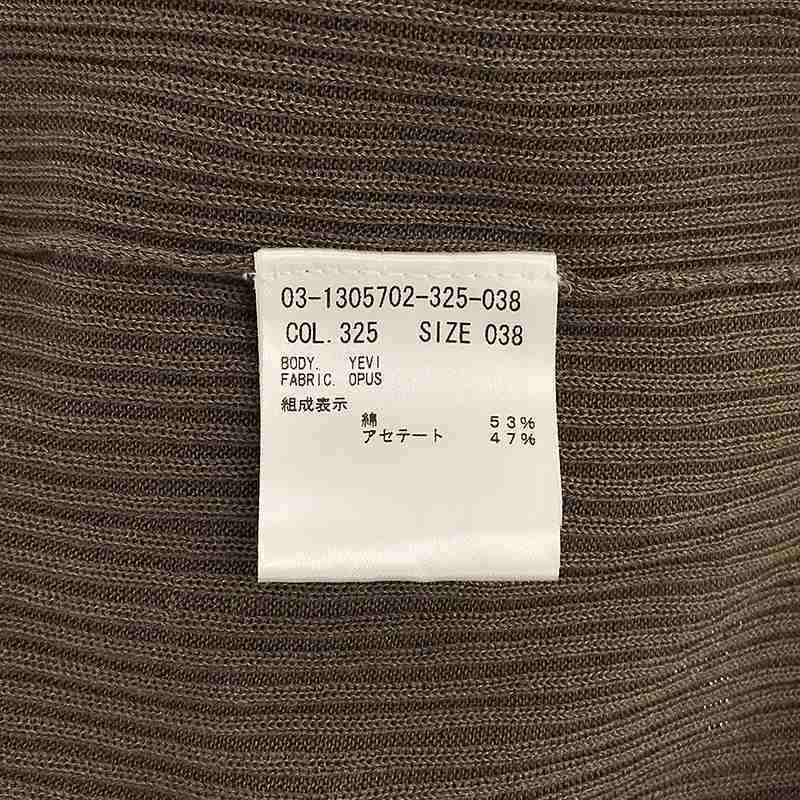 03-1305702-325-038
COL. 325 SIZE 038
BODY. YEVI
FABRIC. OPUS
組成表示
綿 53%
アセテート 47%